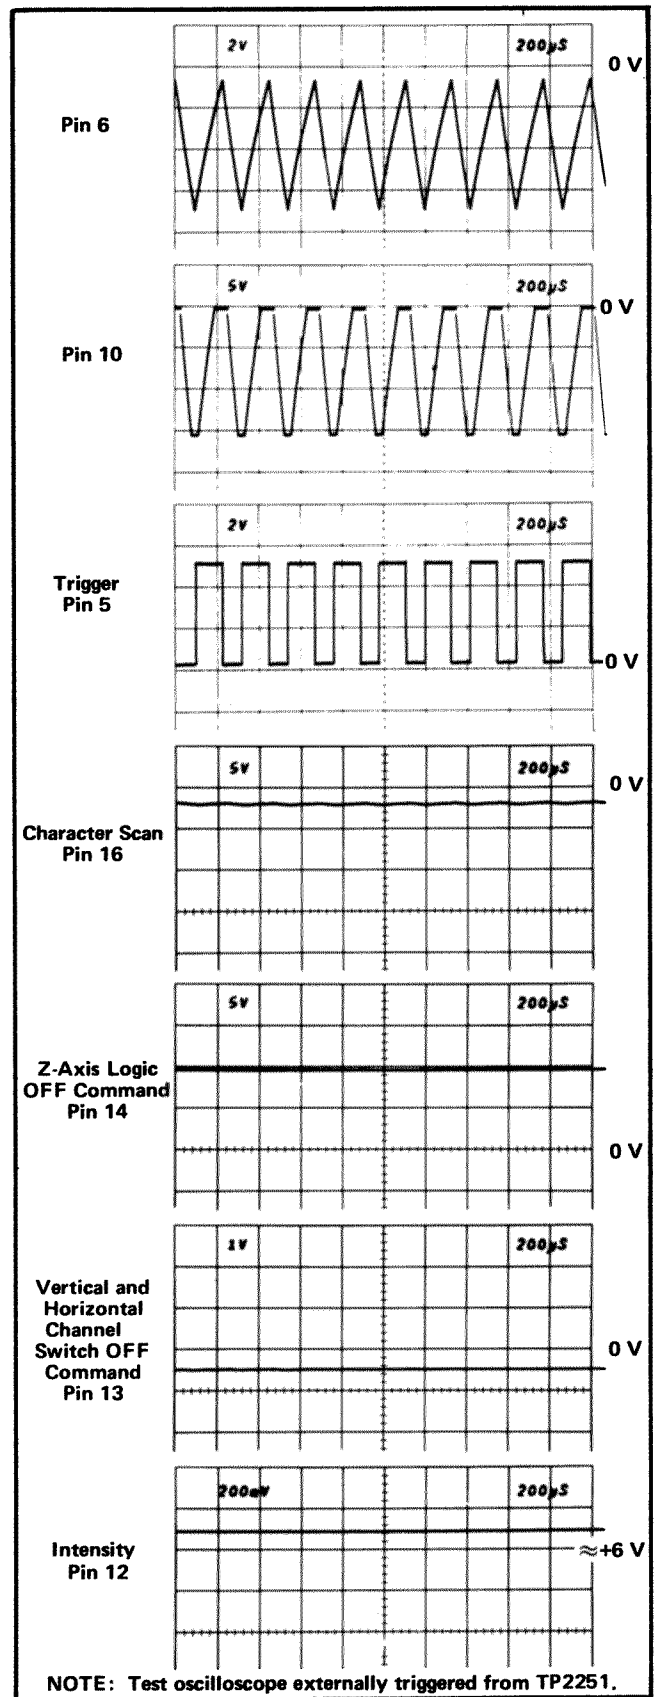 2V 200µS
0 V
Pin 6
5V 200µS
0 V
Pin 10
2V 200µS
Trigger
Pin 5
0 V
5V 200µS
0 V
Character Scan
Pin 16
5V 200µS
Z-Axis Logic
OFF Command
Pin 14
0 V
1V 200µS
Vertical and
Horizontal
Channel
Switch OFF
Command
Pin 13
0 V
200mV 200µS
Intensity
Pin 12
≈+6 V
NOTE: Test oscilloscope externally triggered from TP2251.